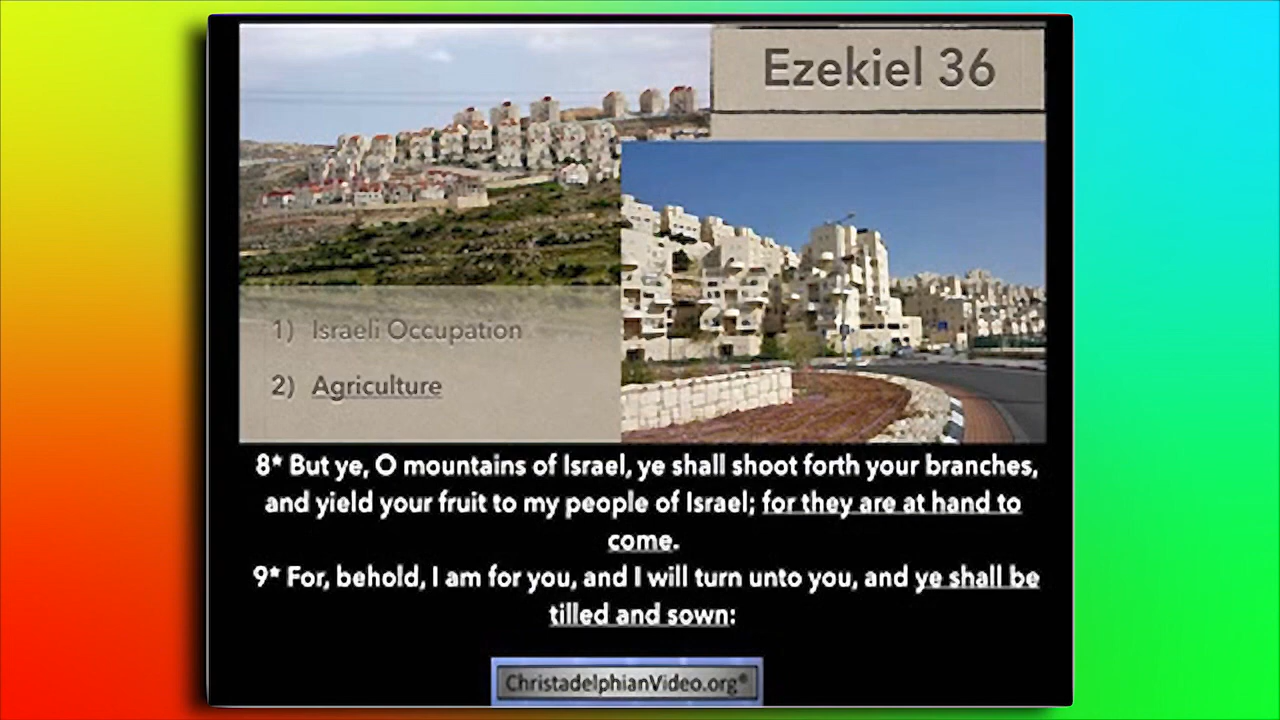 Ezekiel 36
1) Israeli Occupation
2) Agriculture
8* But ye, O mountains of Israel, ye shall shoot forth your branches,
and yield your fruit to my people of Israel; for they are at hand to
come.
9* For, behold, I am for you, and I will turn unto you, and ye shall be
tilled and sown:
ChristadelphianVideo.org®